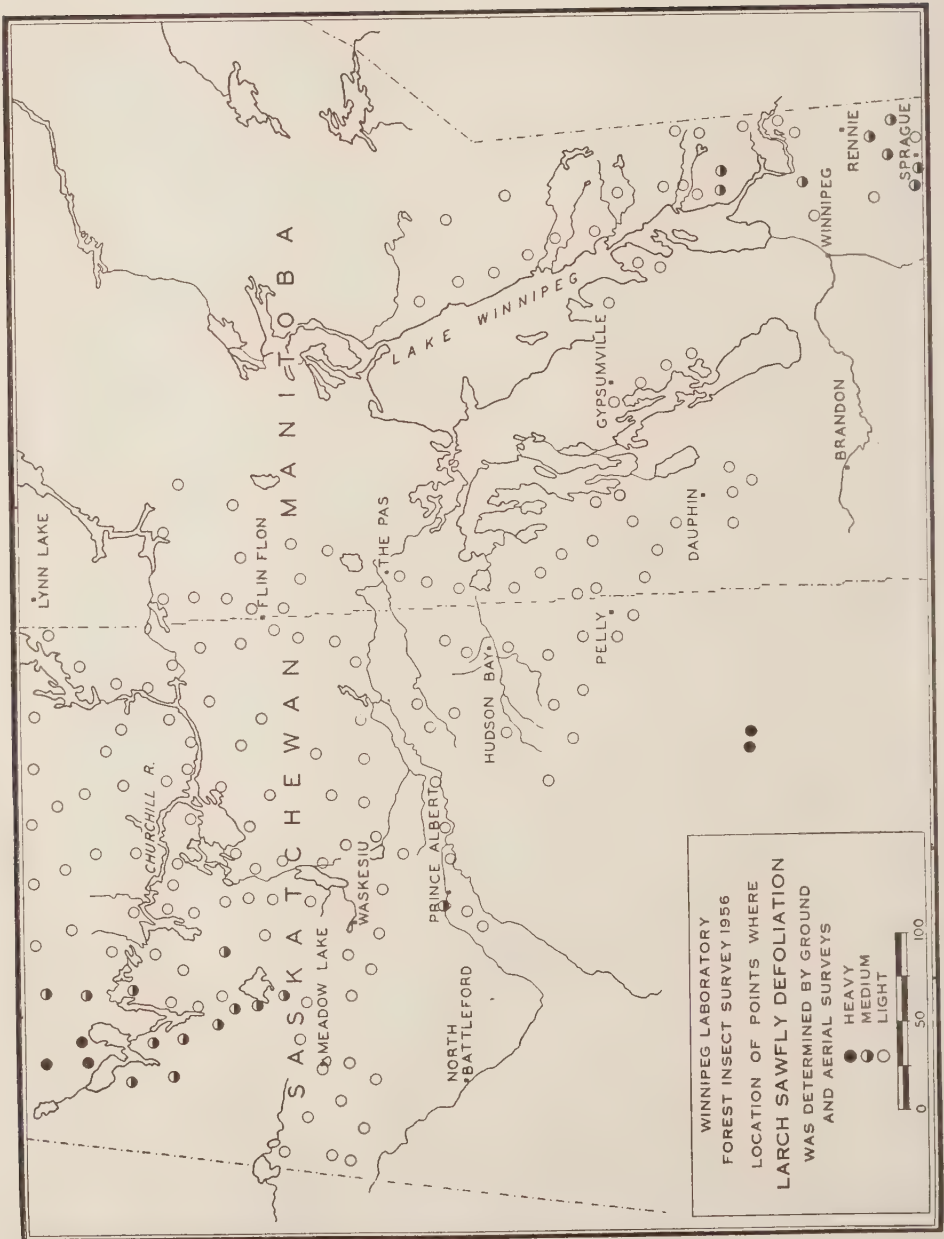 LYNN LAKE
FLIN FLON
MANITOBA
SASKATCHEWAN
CHURCHILL R.
THE PAS
LAKE WINNIPEG
WASKESIU
MEADOW LAKE
PRINCE ALBERT
HUDSON BAY
NORTH
BATTLEFORD
PELLY
GYPSUMVILLE
DAUPHIN
BRANDON
WINNIPEG
RENNIE
SPRAGUE
WINNIPEG LABORATORY
FOREST INSECT SURVEY 1956
LOCATION OF POINTS WHERE
LARCH SAWFLY DEFOLIATION
WAS DETERMINED BY GROUND
AND AERIAL SURVEYS
HEAVY
MEDIUM
LIGHT
0 50 100